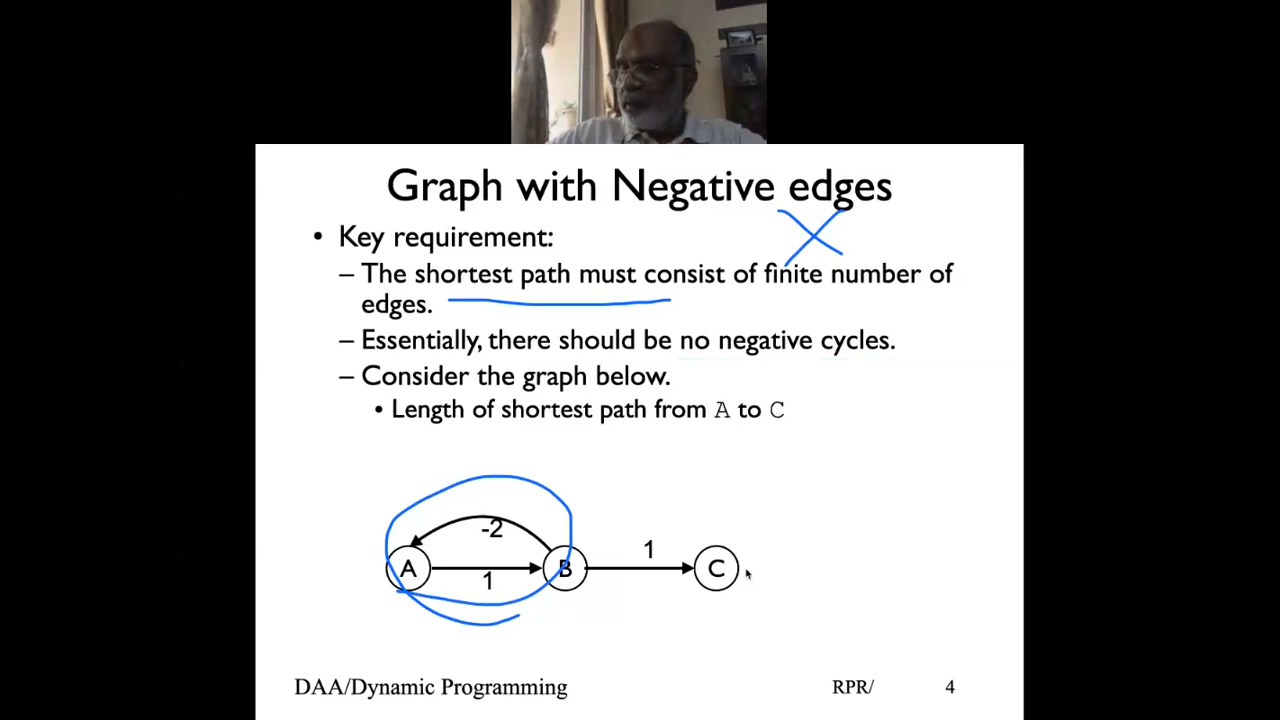 Graph with Negative edges
• Key requirement:
– The shortest path must consist of finite number of
edges.
– Essentially, there should be no negative cycles.
– Consider the graph below.
• Length of shortest path from A to C
-2
1
A
B
C
1
DAA/Dynamic Programming
RPR/
4